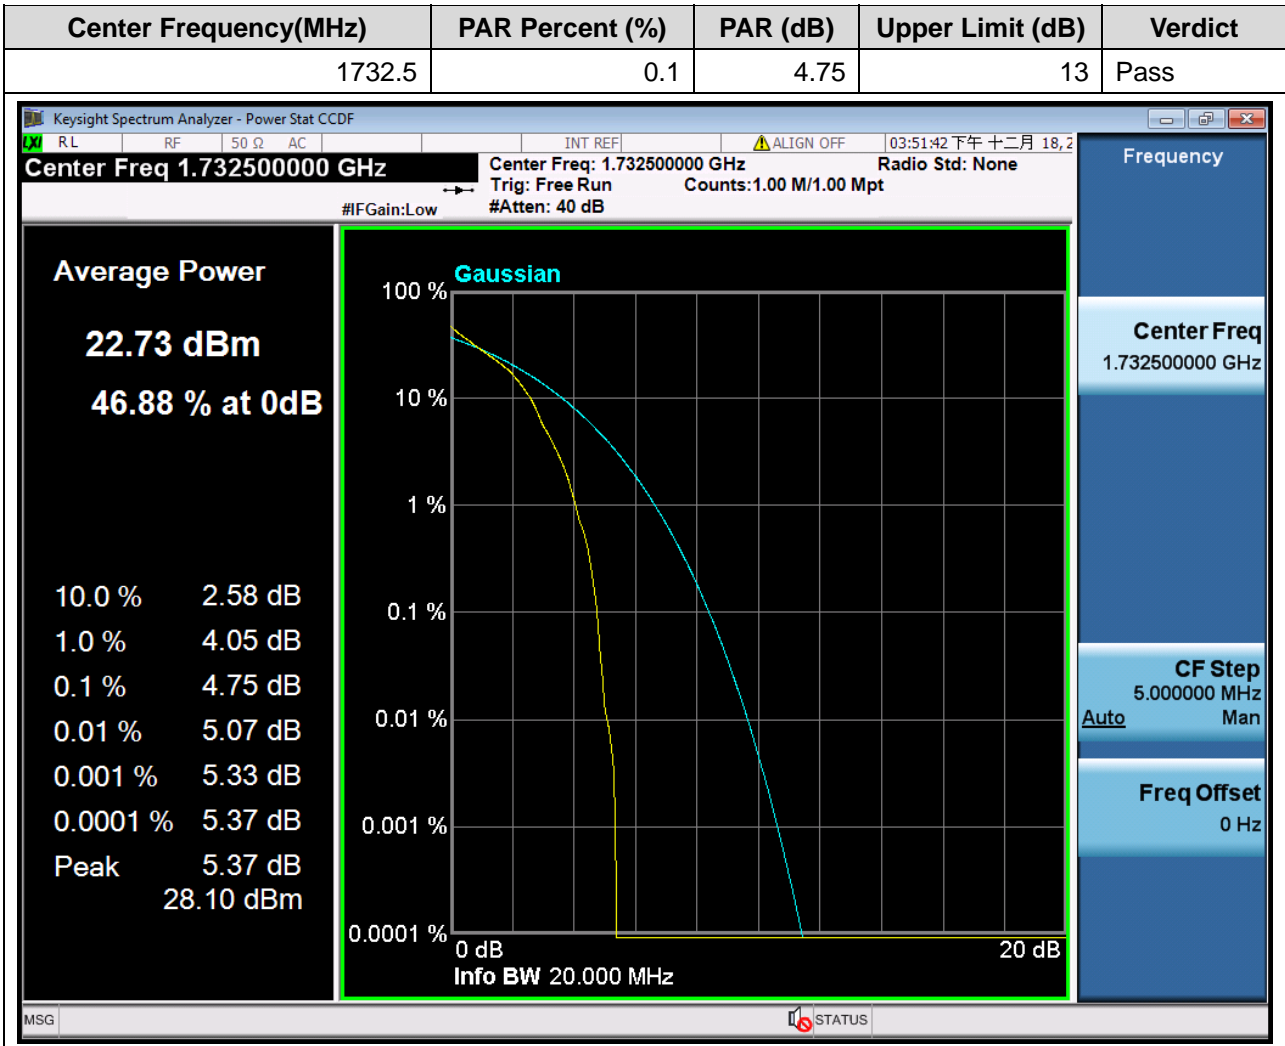 Center Frequency(MHz) PAR Percent (%) PAR (dB) Upper Limit (dB) Verdict
1732.5 0.1 4.75 13 Pass
Keysight Spectrum Analyzer - Power Stat CCDF
LXI RL RF 50 Ω AC INT REF ALIGN OFF 03:51:42 下午 十二月 18, 2
Center Freq 1.732500000 GHz
Center Freq: 1.732500000 GHz Radio Std: None
Trig: Free Run Counts:1.00 M/1.00 Mpt
#IFGain:Low #Atten: 40 dB
Average Power
22.73 dBm
46.88 % at 0dB
10.0 % 2.58 dB
1.0 % 4.05 dB
0.1 % 4.75 dB
0.01 % 5.07 dB
0.001 % 5.33 dB
0.0001 % 5.37 dB
Peak 5.37 dB
28.10 dBm
Gaussian
100 %
10 %
1 %
0.1 %
0.01 %
0.001 %
0.0001 %
0 dB 20 dB
Info BW 20.000 MHz
Frequency
Center Freq
1.732500000 GHz
CF Step
5.000000 MHz
Auto Man
Freq Offset
0 Hz
MSG STATUS